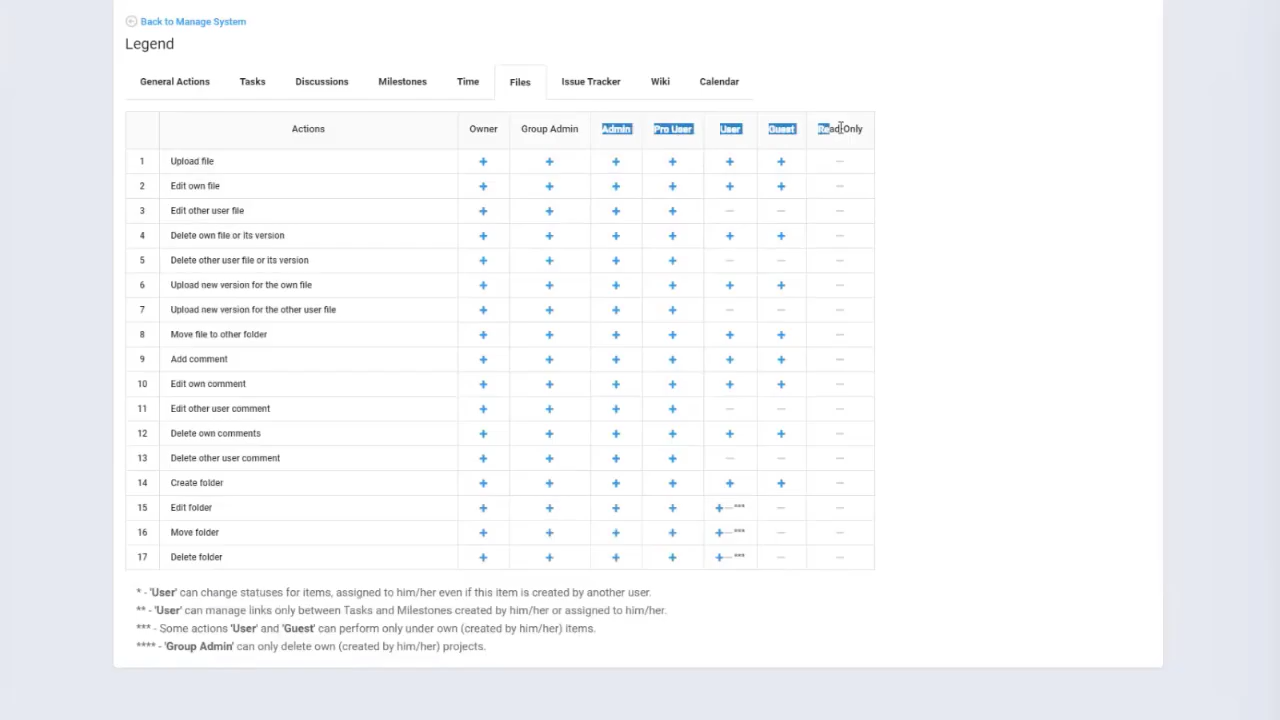 Back to Manage System
Legend
General Actions Tasks Discussions Milestones Time Files Issue Tracker Wiki Calendar
Actions Owner Group Admin Admin Pro User User Guest Read-Only
1 Upload file + + + + + + —
2 Edit own file + + + + + + —
3 Edit other user file + + + + — — —
4 Delete own file or its version + + + + + + —
5 Delete other user file or its version + + + + — — —
6 Upload new version for the own file + + + + + + —
7 Upload new version for the other user file + + + + — — —
8 Move file to other folder + + + + + + —
9 Add comment + + + + + + —
10 Edit own comment + + + + + + —
11 Edit other user comment + + + + — — —
12 Delete own comments + + + + + + —
13 Delete other user comment + + + + — — —
14 Create folder + + + + + + —
15 Edit folder + + + + +—*** — —
16 Move folder + + + + +—*** — —
17 Delete folder + + + + +—*** — —
* - 'User' can change statuses for items, assigned to him/her even if this item is created by another user.
** - 'User' can manage links only between Tasks and Milestones created by him/her or assigned to him/her.
*** - Some actions 'User' and 'Guest' can perform only under own (created by him/her) items.
**** - 'Group Admin' can only delete own (created by him/her) projects.